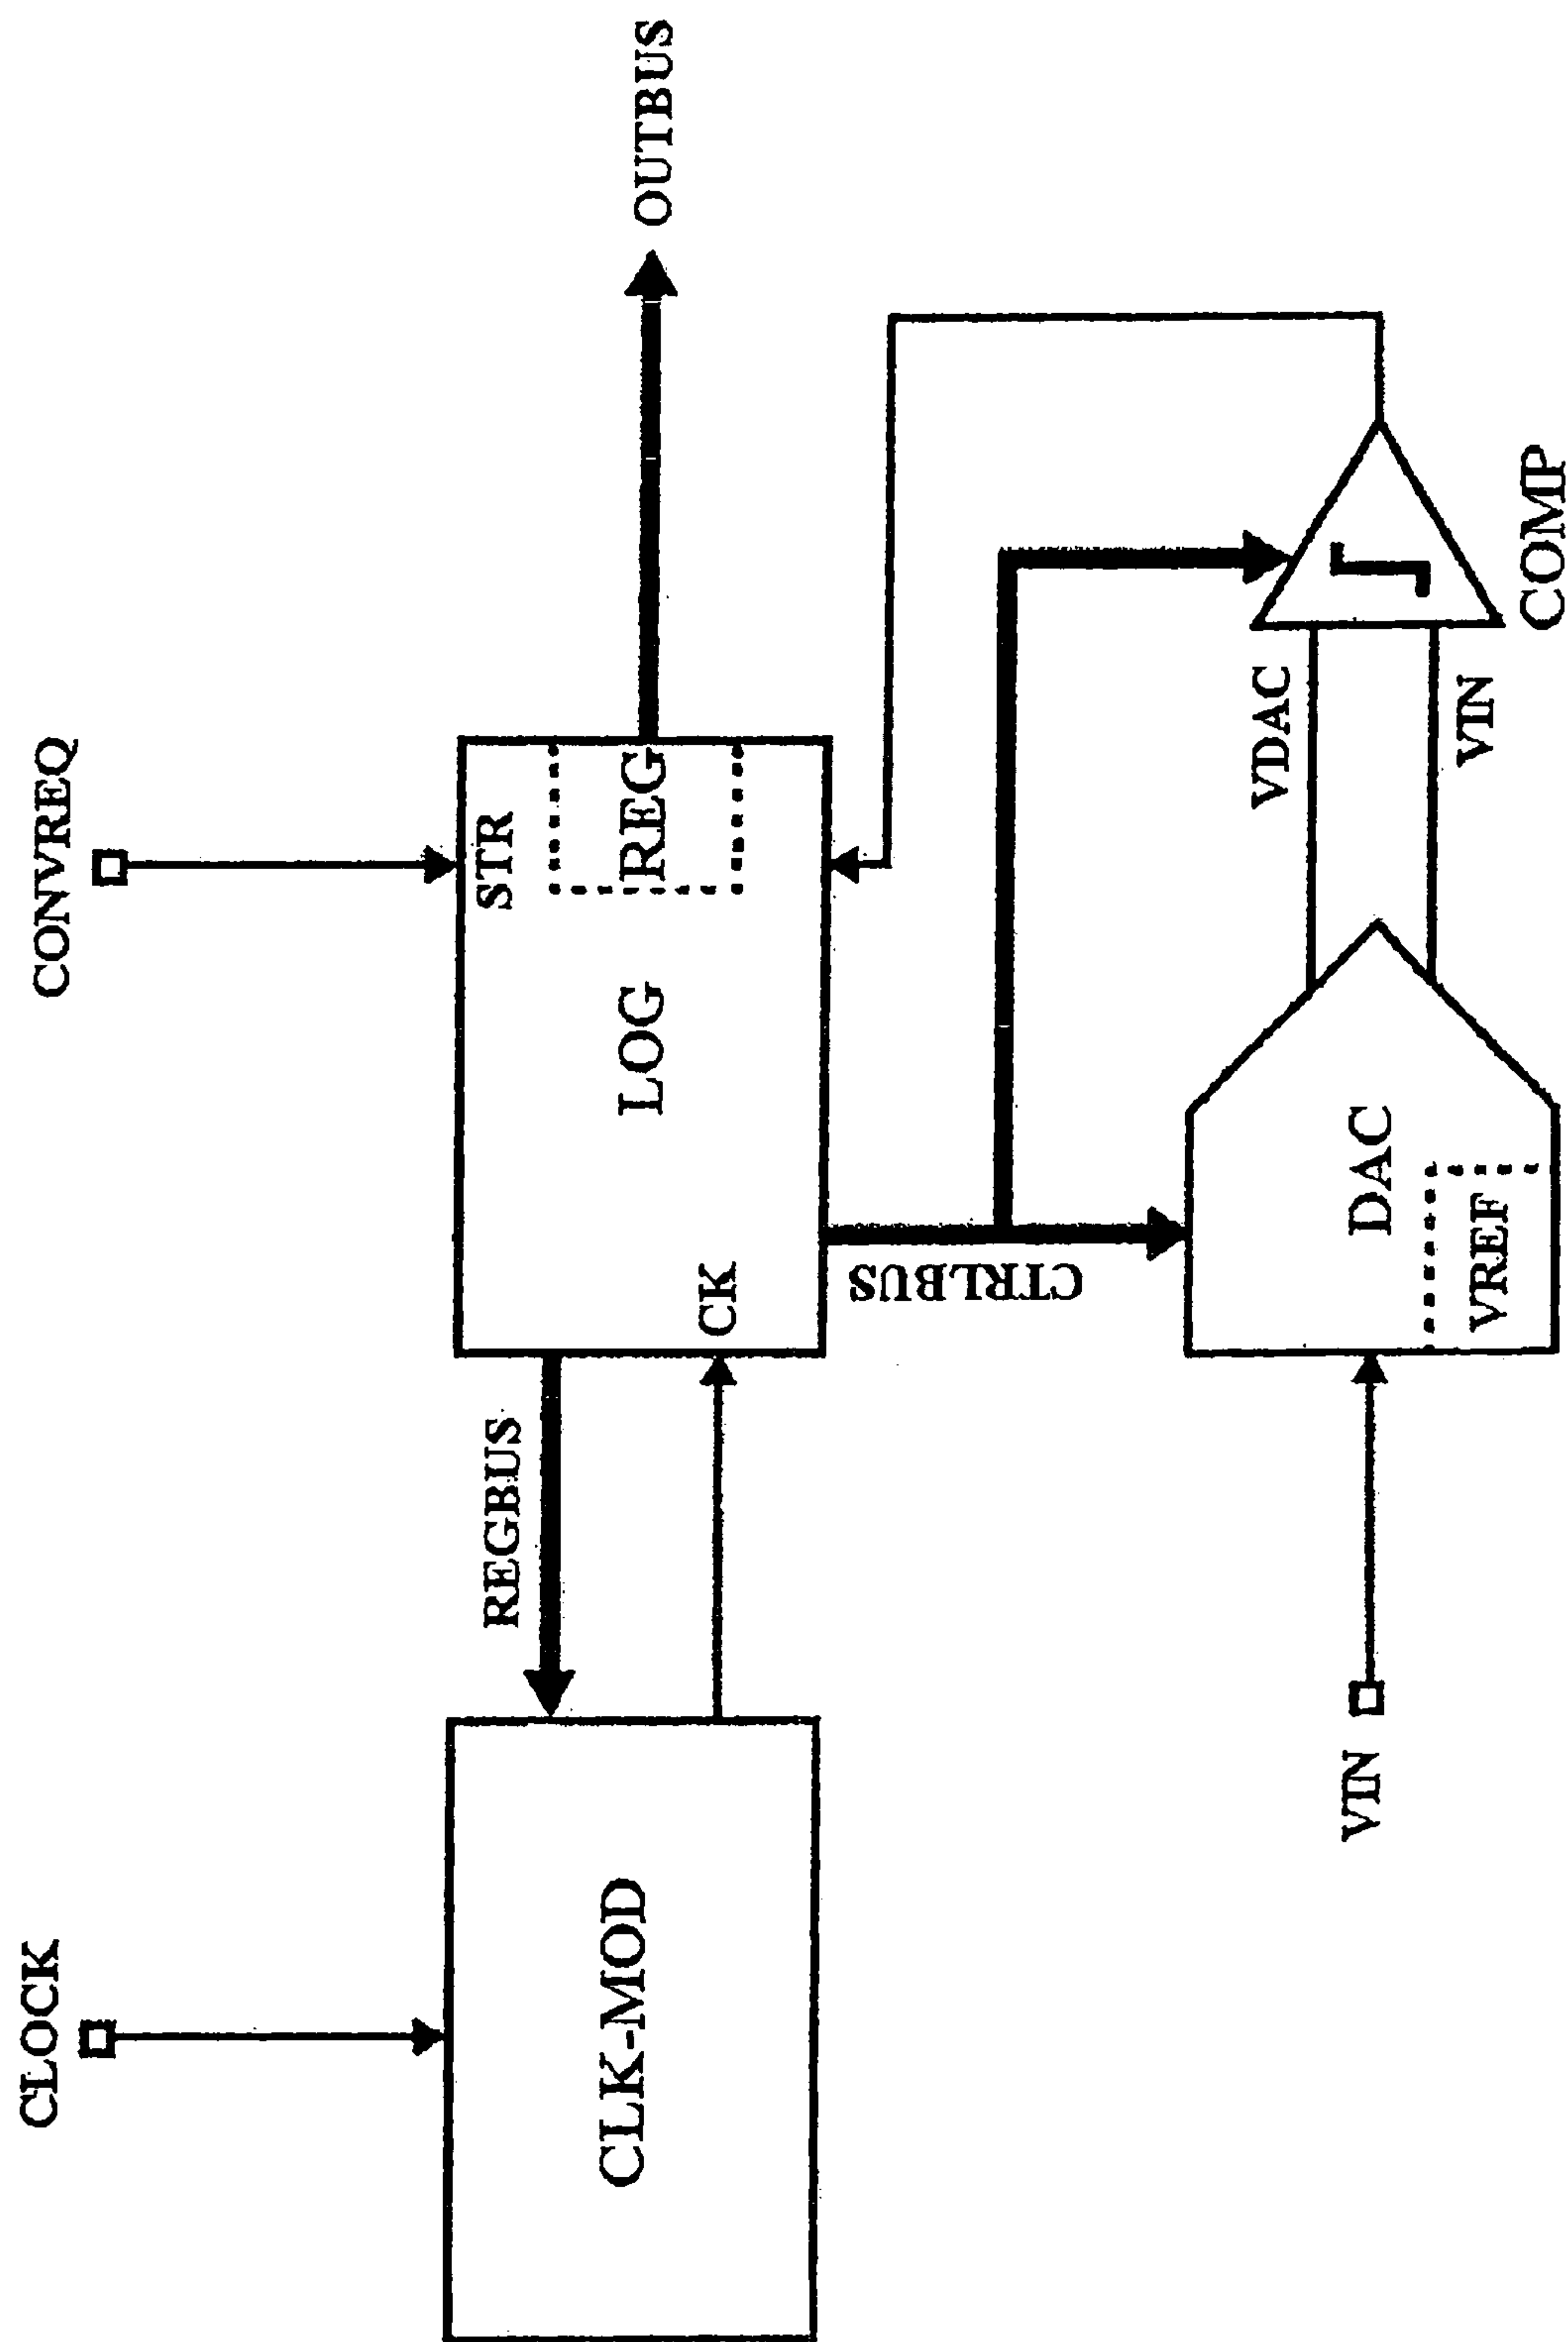 CLOCK
CONVREQ
CLK-MOD
REGBUS
CK
LOG
STR
REG
OUTBUS
CTRLBUS
VIN
DAC
VREF
VDAC
VIN
COMP